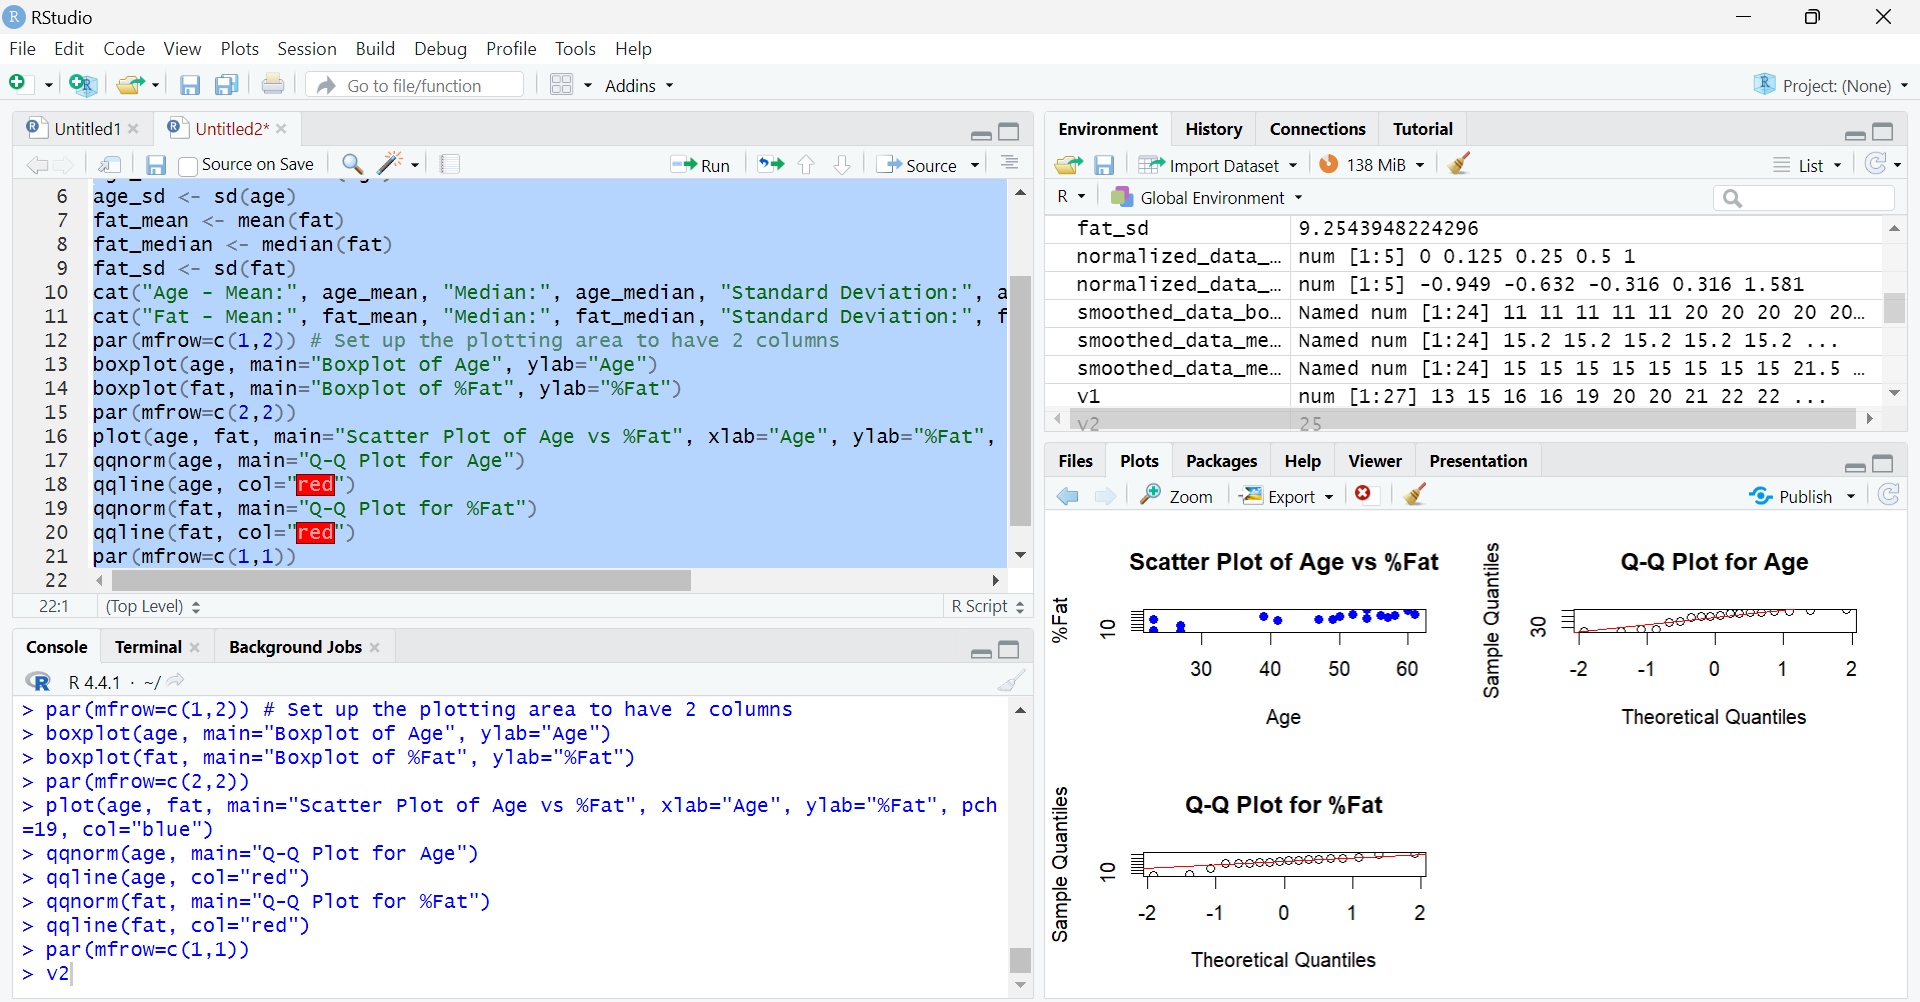 RStudio
File Edit Code View Plots Session Build Debug Profile Tools Help
Go to file/function Addins Project: (None)
Untitled1 Untitled2*
Source on Save Run Source
6 age_sd <- sd(age)
7 fat_mean <- mean(fat)
8 fat_median <- median(fat)
9 fat_sd <- sd(fat)
10 cat("Age - Mean:", age_mean, "Median:", age_median, "Standard Deviation:", a
11 cat("Fat - Mean:", fat_mean, "Median:", fat_median, "Standard Deviation:", f
12 par(mfrow=c(1,2)) # Set up the plotting area to have 2 columns
13 boxplot(age, main="Boxplot of Age", ylab="Age")
14 boxplot(fat, main="Boxplot of %Fat", ylab="%Fat")
15 par(mfrow=c(2,2))
16 plot(age, fat, main="Scatter Plot of Age vs %Fat", xlab="Age", ylab="%Fat",
17 qqnorm(age, main="Q-Q Plot for Age")
18 qqline(age, col="red")
19 qqnorm(fat, main="Q-Q Plot for %Fat")
20 qqline(fat, col="red")
21 par(mfrow=c(1,1))
22
22:1 (Top Level) R Script
Console Terminal Background Jobs
R 4.4.1 · ~/
> par(mfrow=c(1,2)) # Set up the plotting area to have 2 columns
> boxplot(age, main="Boxplot of Age", ylab="Age")
> boxplot(fat, main="Boxplot of %Fat", ylab="%Fat")
> par(mfrow=c(2,2))
> plot(age, fat, main="Scatter Plot of Age vs %Fat", xlab="Age", ylab="%Fat", pch
=19, col="blue")
> qqnorm(age, main="Q-Q Plot for Age")
> qqline(age, col="red")
> qqnorm(fat, main="Q-Q Plot for %Fat")
> qqline(fat, col="red")
> par(mfrow=c(1,1))
> v2
Environment History Connections Tutorial
Import Dataset 138 MiB List
R Global Environment
fat_sd 9.2543948224296
normalized_data_… num [1:5] 0 0.125 0.25 0.5 1
normalized_data_… num [1:5] -0.949 -0.632 -0.316 0.316 1.581
smoothed_data_bo… Named num [1:24] 11 11 11 11 11 20 20 20 20 20…
smoothed_data_me… Named num [1:24] 15.2 15.2 15.2 15.2 15.2 ...
smoothed_data_me… Named num [1:24] 15 15 15 15 15 15 15 15 21.5 …
v1 num [1:27] 13 15 16 16 19 20 20 21 22 22 ...
v2 25
Files Plots Packages Help Viewer Presentation
Zoom Export Publish
Scatter Plot of Age vs %Fat
%Fat
10
30 40 50 60
Age
Q-Q Plot for Age
Sample Quantiles
30
-2 -1 0 1 2
Theoretical Quantiles
Q-Q Plot for %Fat
Sample Quantiles
10
-2 -1 0 1 2
Theoretical Quantiles